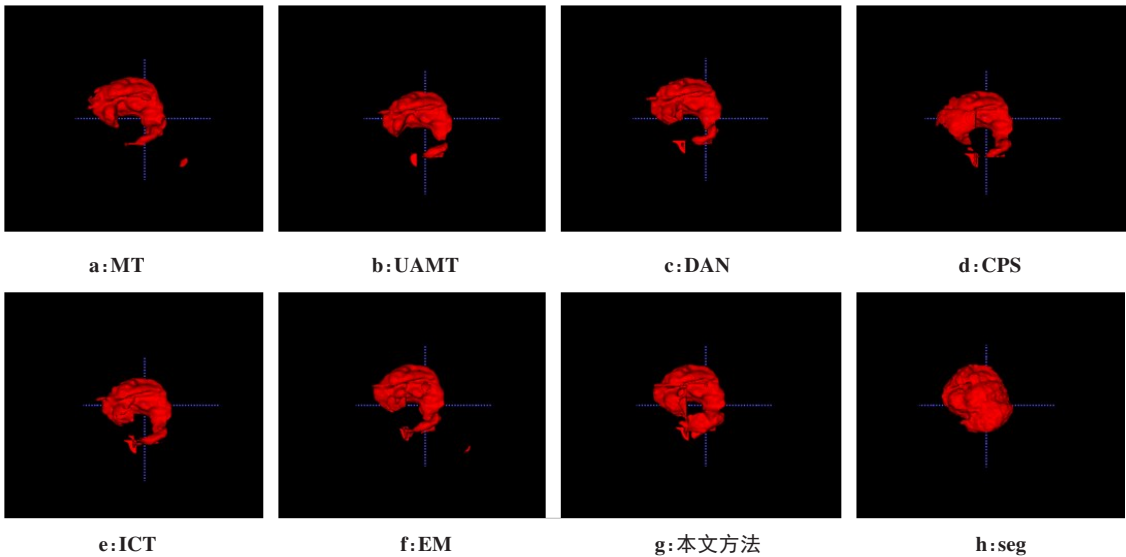 a:MT
b:UAMT
c:DAN
d:CPS
e:ICT
f:EM
g:本文方法
h:seg